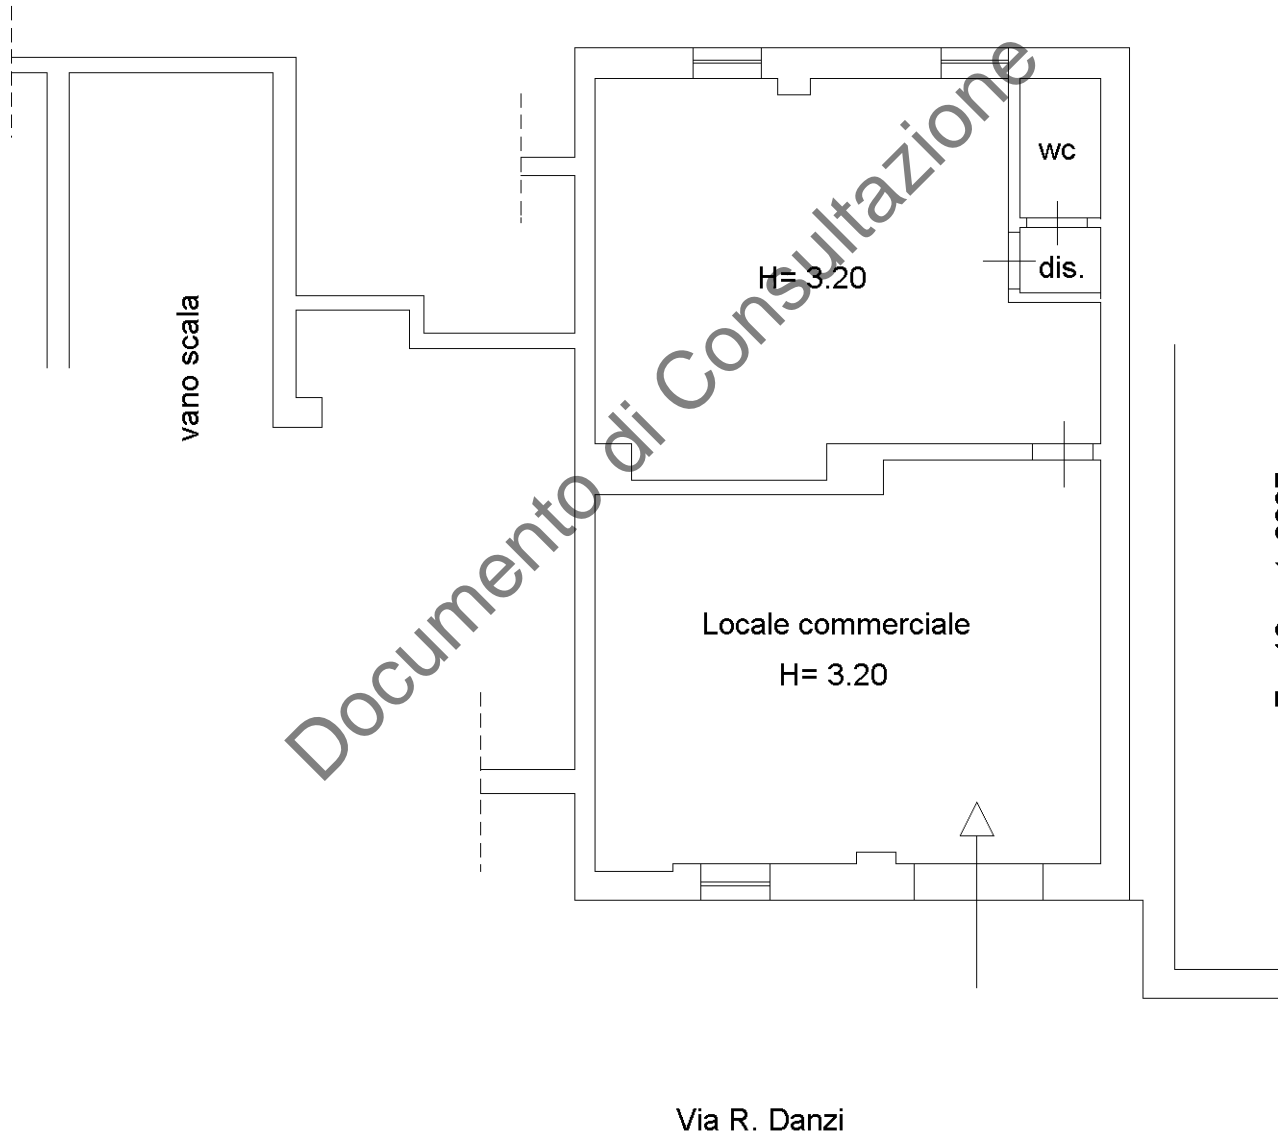 wc
dis.
H= 3.20
vano scala
Locale commerciale
H= 3.20
Documento di Consultazione
Via R. Danzi